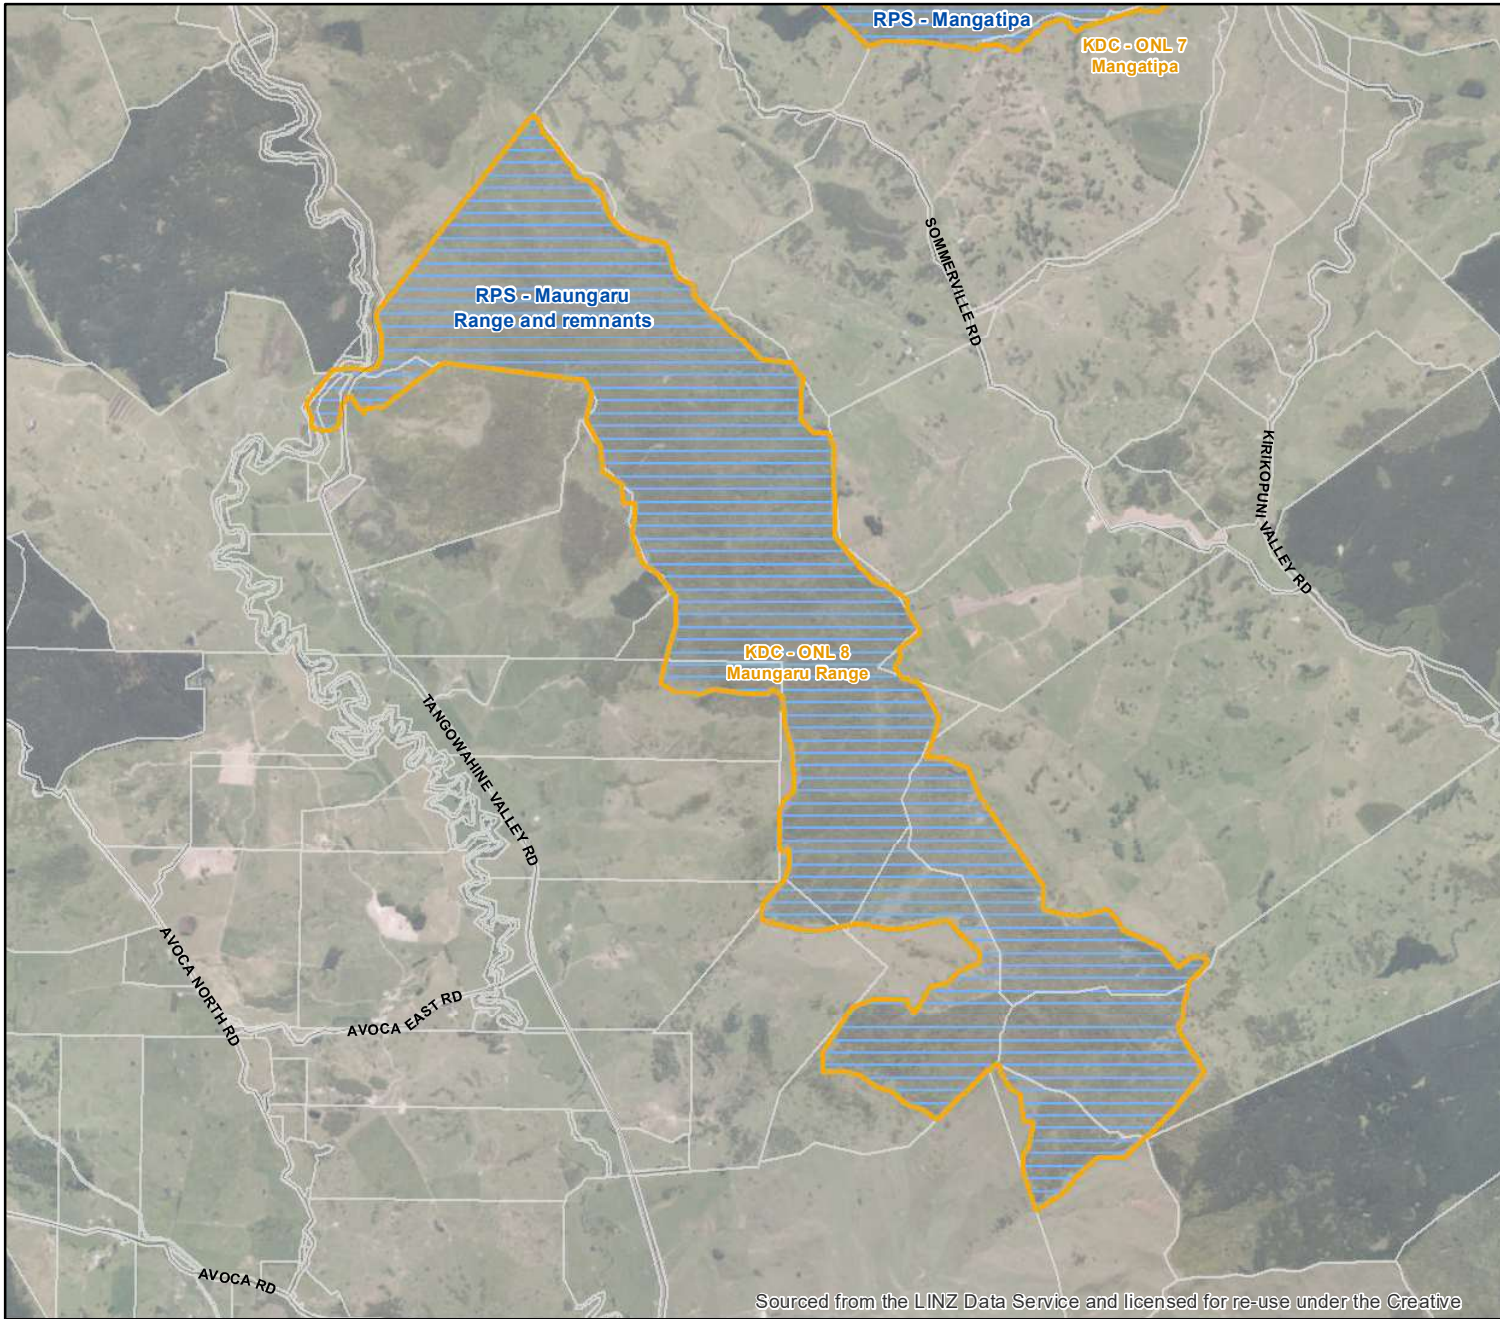 RPS - Mangatipa
KDC - ONL 7
Mangatipa
SOMMERVILLE RD
RPS - Maungaru
Range and remnants
KIRIKOPUNI VALLEY RD
KDC - ONL 8
Maungaru Range
TANGOWAHINE VALLEY RD
AVOCA NORTH RD
AVOCA EAST RD
AVOCA RD
Sourced from the LINZ Data Service and licensed for re-use under the Creative